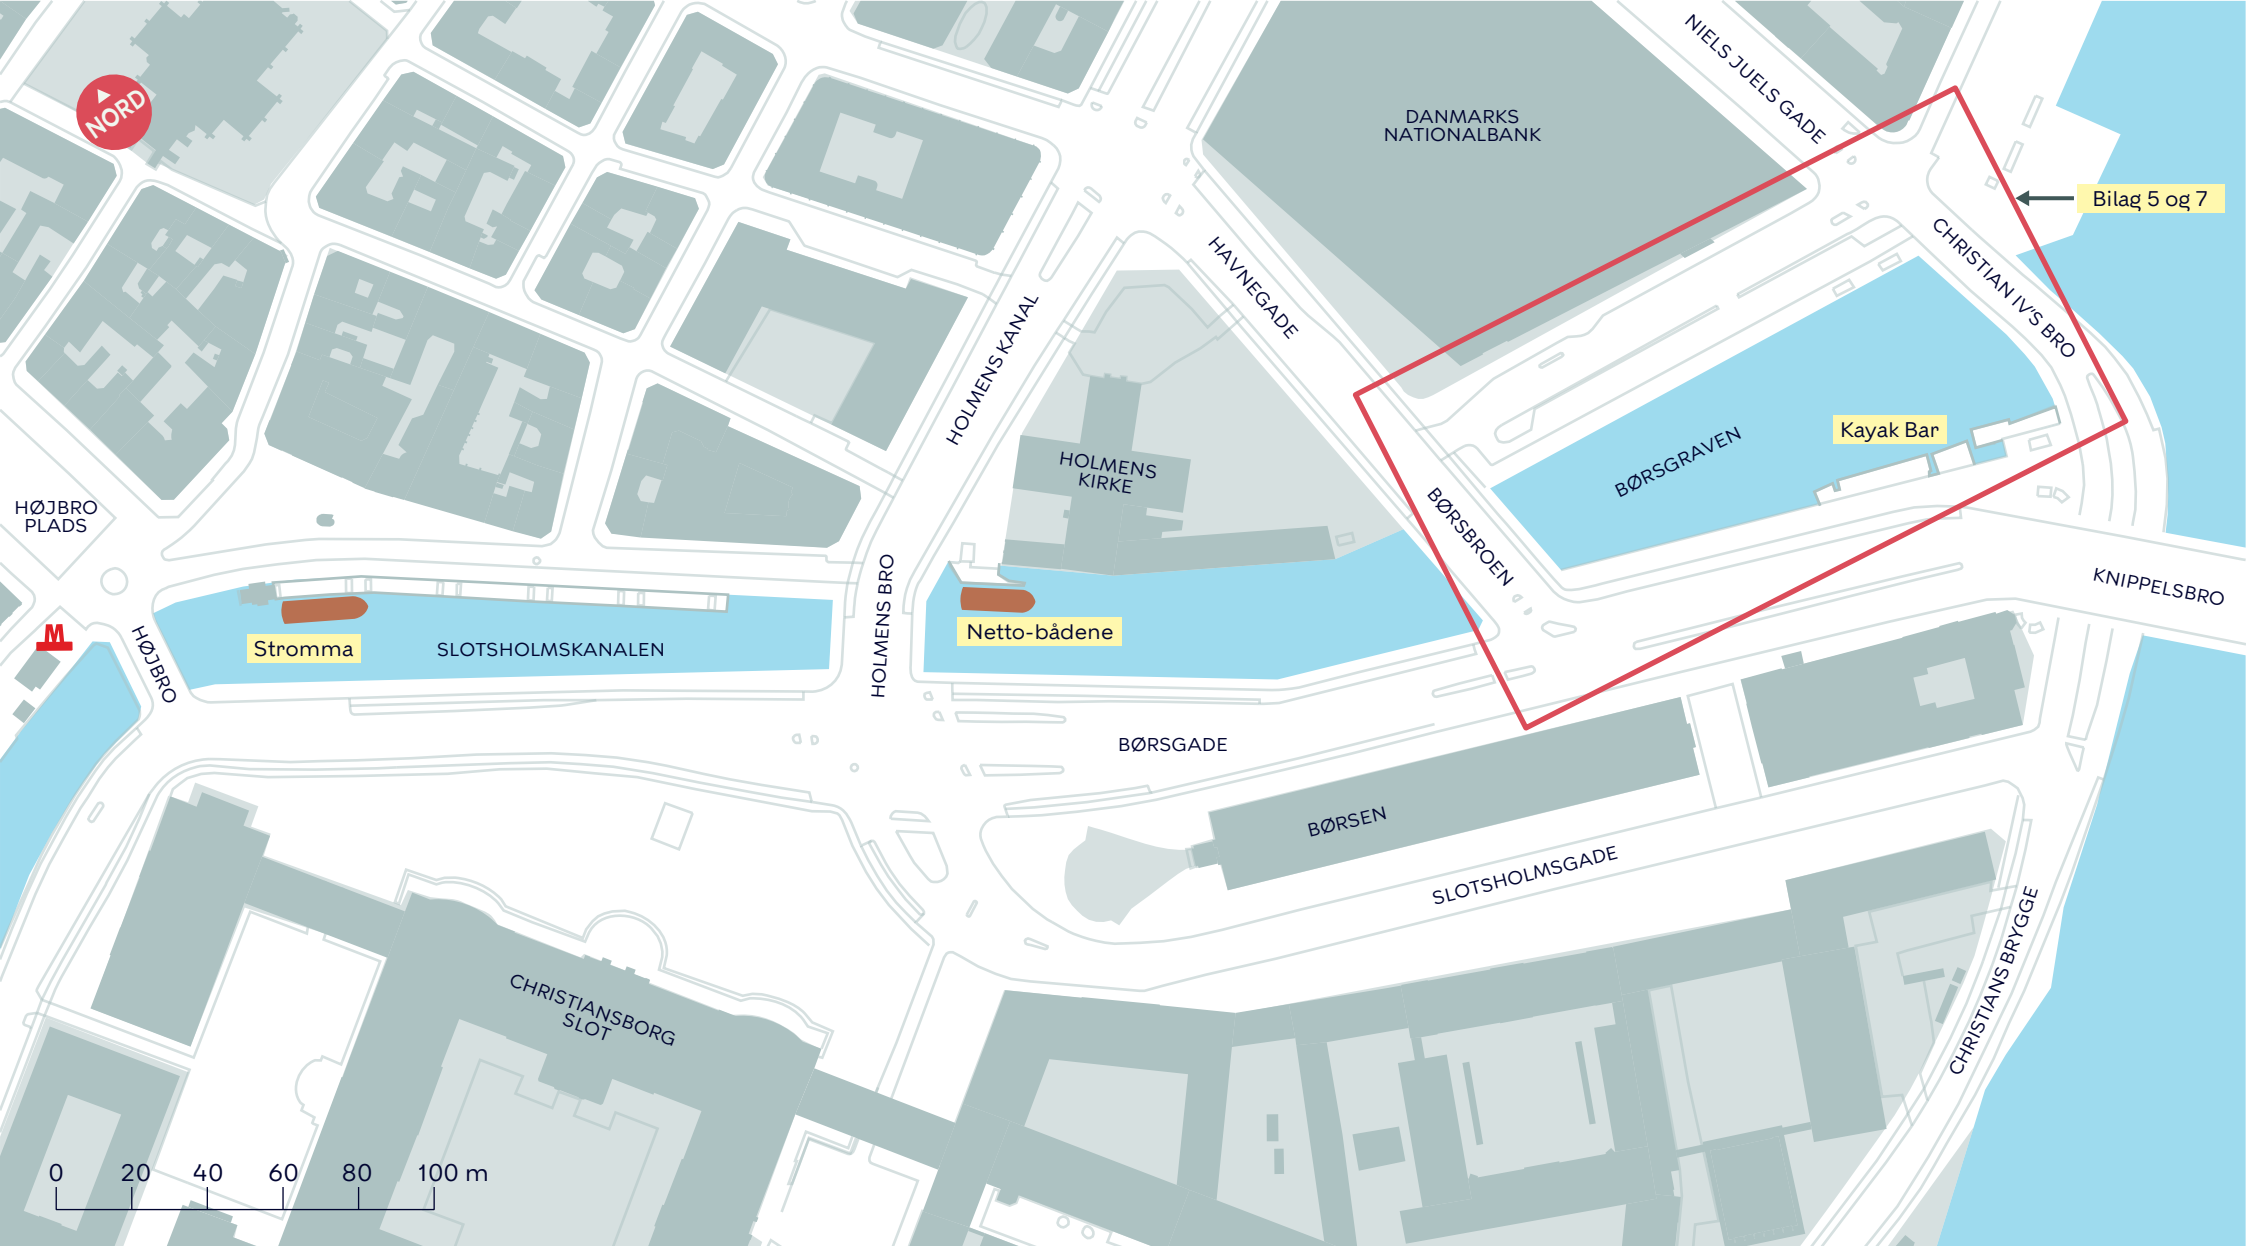 NIELS JUELS GADE
NORD
DANMARKS
NATIONALBANK
Bilag 5 og 7
CHRISTIAN IV'S BRO
HAVNEGADE
HOLMENS KANAL
Kayak Bar
BØRSGRAVEN
HOLMENS
KIRKE
HØJBRO
PLADS
BØRSBROEN
KNIPPELSBRO
HOLMENS BRO
M
HØJBRO
Stromma
SLOTSHOLMSKANALEN
Netto-bådene
BØRSGADE
BØRSEN
SLOTSHOLMSGADE
CHRISTIANS BRYGGE
CHRISTIANSBORG
SLOT
0 20 40 60 80 100 m